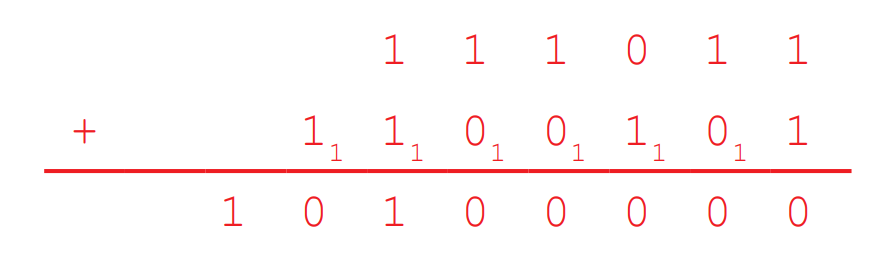 1 1 1 0 1 1
+ 1₁ 1₁ 0₁ 0₁ 1₁ 0₁ 1
1 0 1 0 0 0 0 0